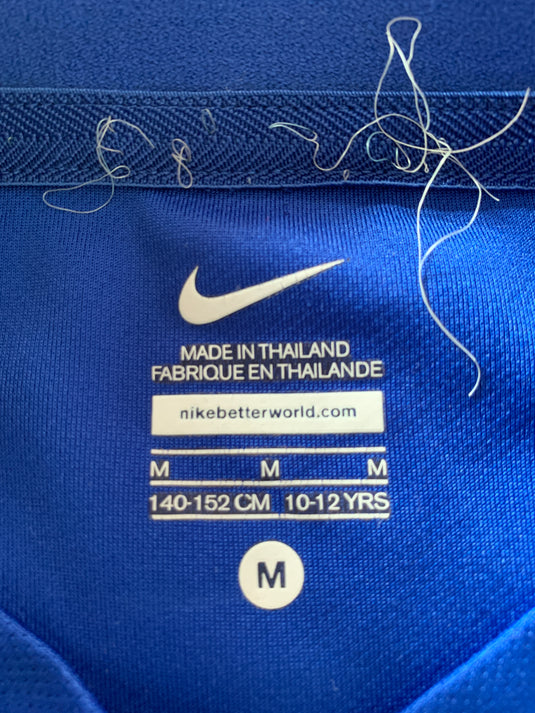 MADE IN THAILAND
FABRIQUE EN THAILANDE
nikebetterworld.com
M M M
140-152 CM 10-12 YRS
M